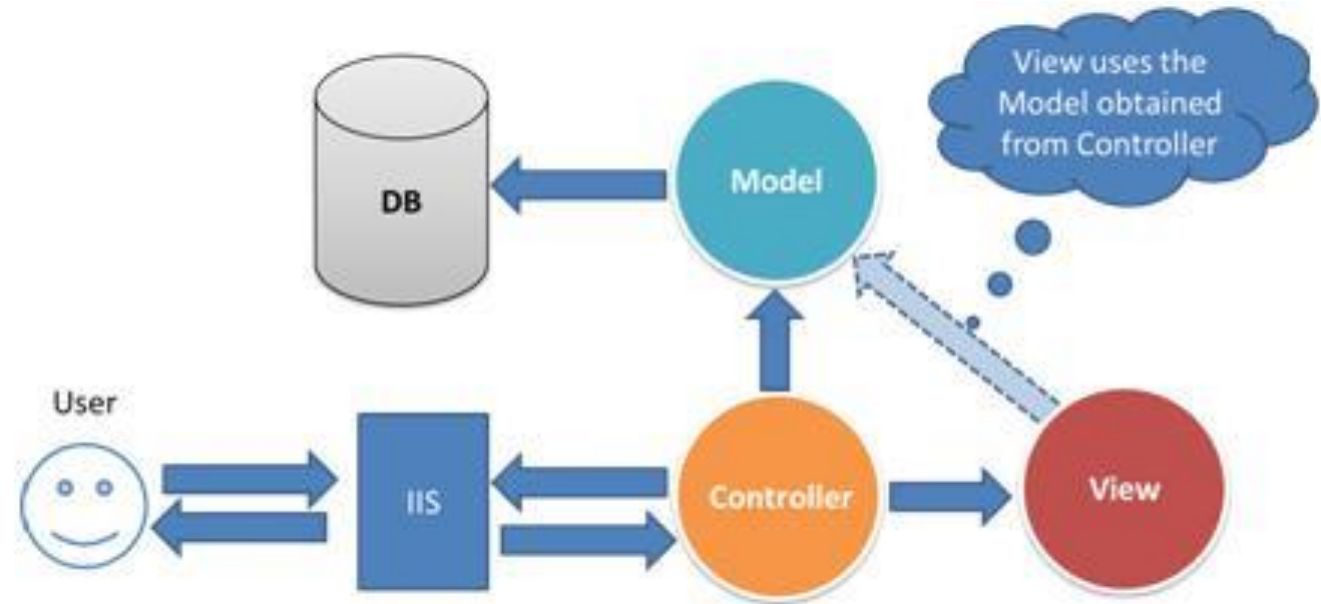 View uses the
Model obtained
from Controller
Model
DB
User
IIS
Controller
View